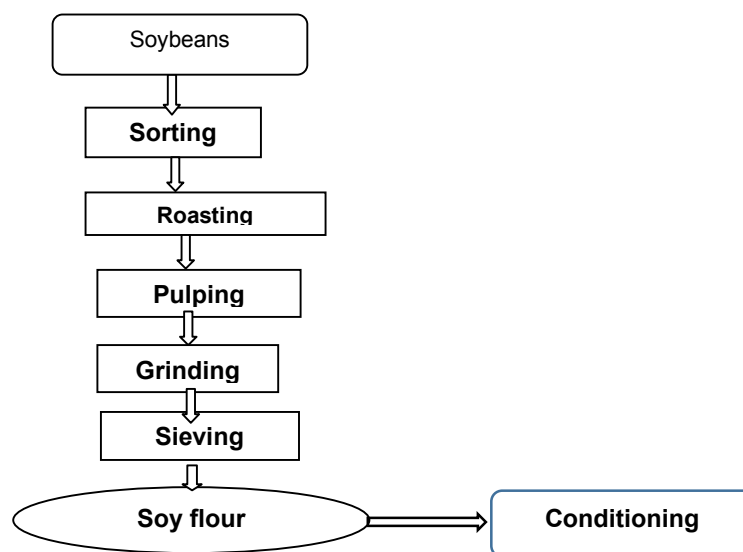 Soybeans
Sorting
Roasting
Pulping
Grinding
Sieving
Soy flour
Conditioning